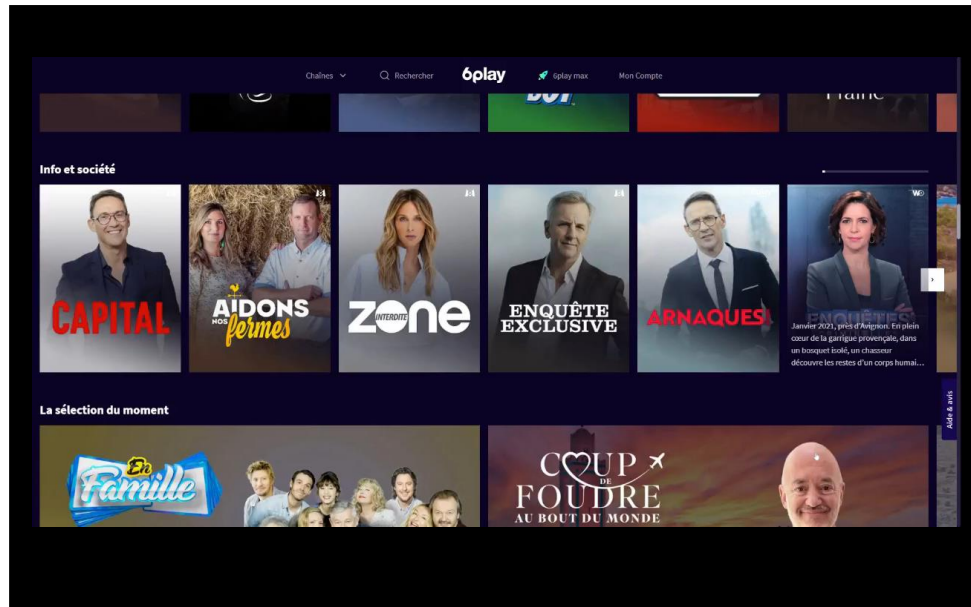 Chaînes
Rechercher
6play
6play max
Mon Compte
Info et société
CAPITAL
AIDONS
NOS fermes
ZONE
INTERDITE
ENQUÊTE
EXCLUSIVE
ARNAQUES
W9
ENQUÊTES
Janvier 2021, près d'Avignon. En plein
cœur de la garrigue provençale, dans
un bosquet isolé, un chasseur
découvre les restes d'un corps humai...
Aide & avis
La sélection du moment
En
Famille
COUP
DE
FOUDRE
AU BOUT DU MONDE